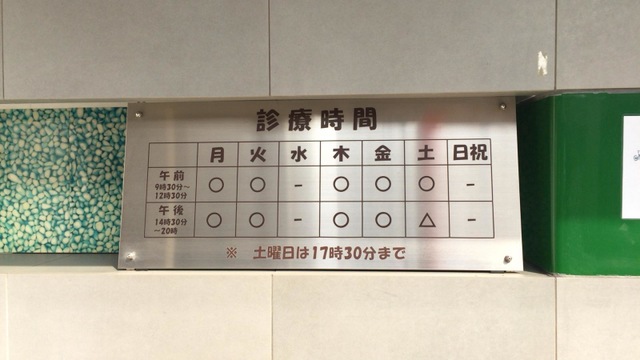 診療時間
月 火 水 木 金 土 日祝
午前 9時30分~12時30分 ○ ○ - ○ ○ ○ -
午後 14時30分~20時 ○ ○ - ○ ○ △ -
※ 土曜日は17時30分まで